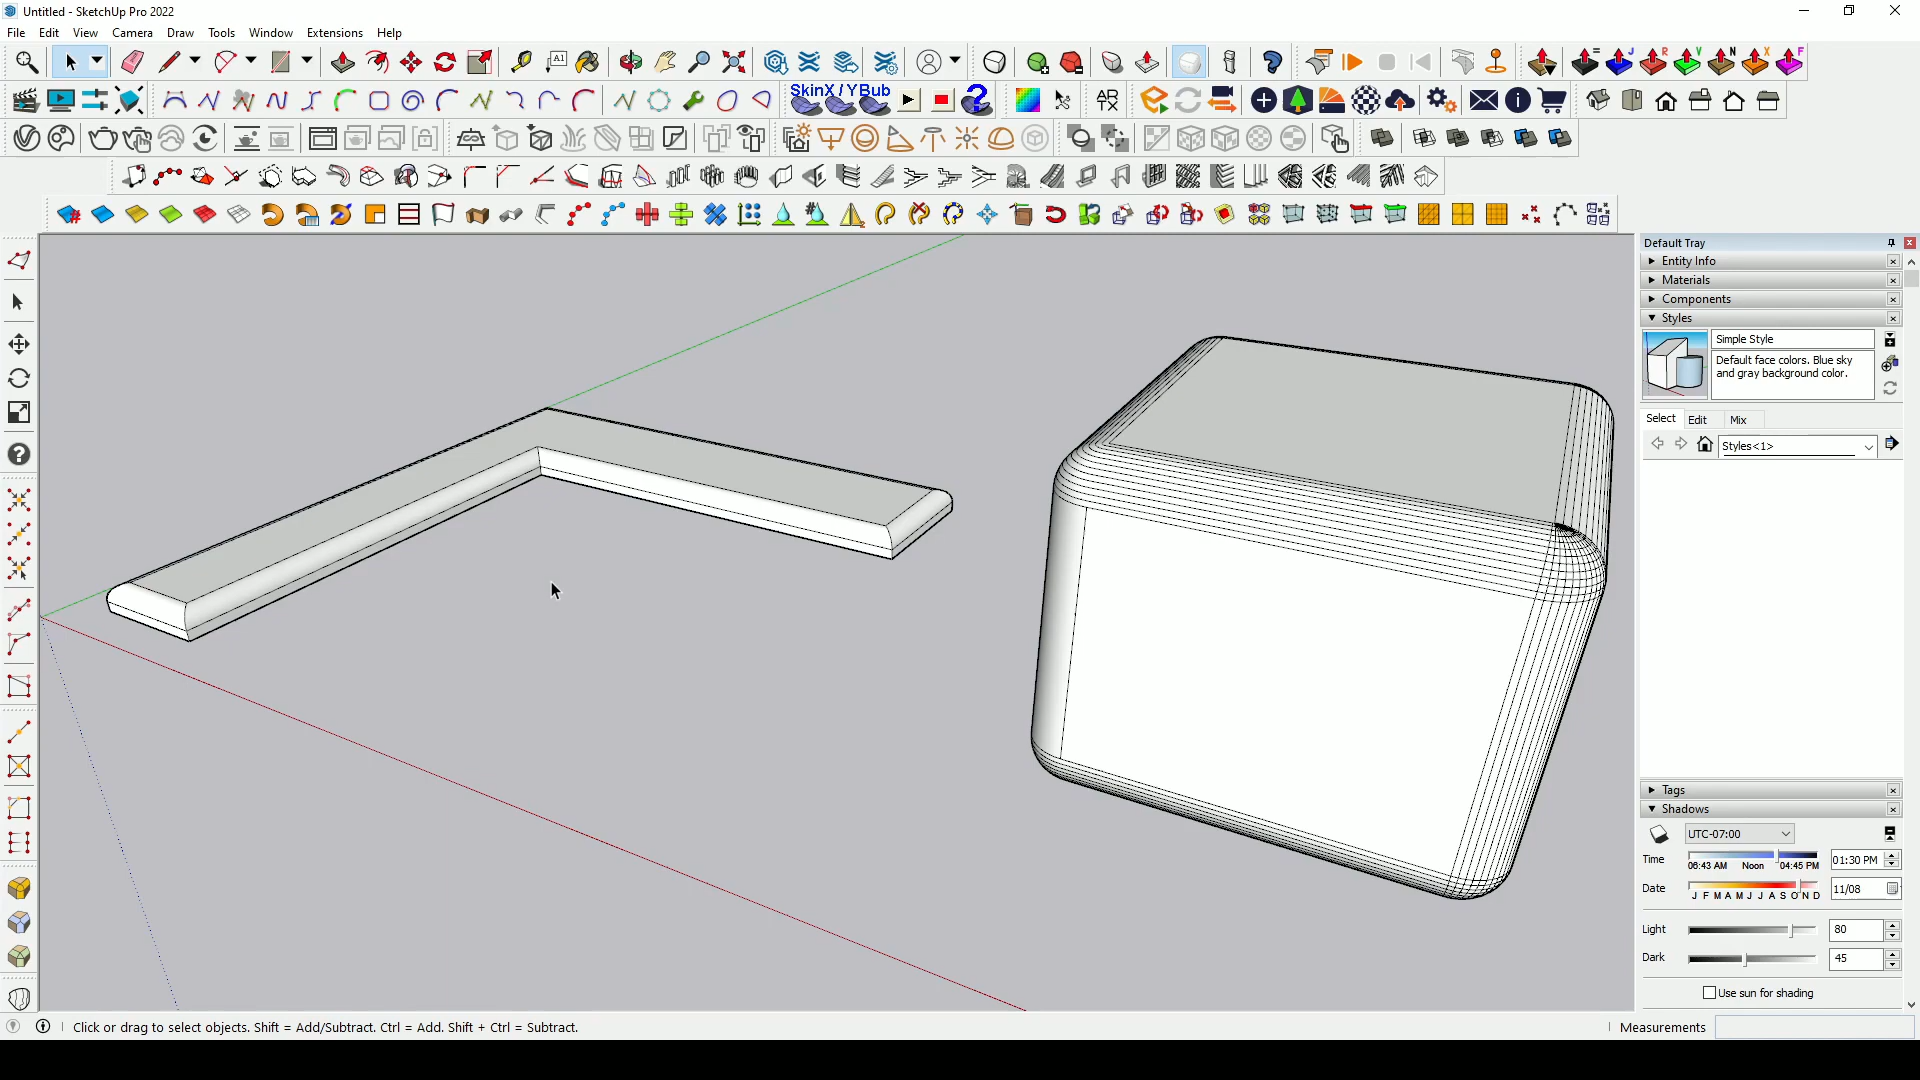 Untitled - SketchUp Pro 2022
File Edit View Camera Draw Tools Window Extensions Help
A1
= J R V N X F
SkinX / YBub
AR
Default Tray
Entity Info
Materials
Components
Styles
Simple Style
Default face colors. Blue sky
and gray background color.
Select Edit Mix
Styles<1>
Tags
Shadows
UTC-07:00
Time 06:43 AM Noon 04:45 PM 01:30 PM
Date J F M A M J J A S O N D 11/08
Light 80
Dark 45
Use sun for shading
Click or drag to select objects. Shift = Add/Subtract. Ctrl = Add. Shift + Ctrl = Subtract.
Measurements